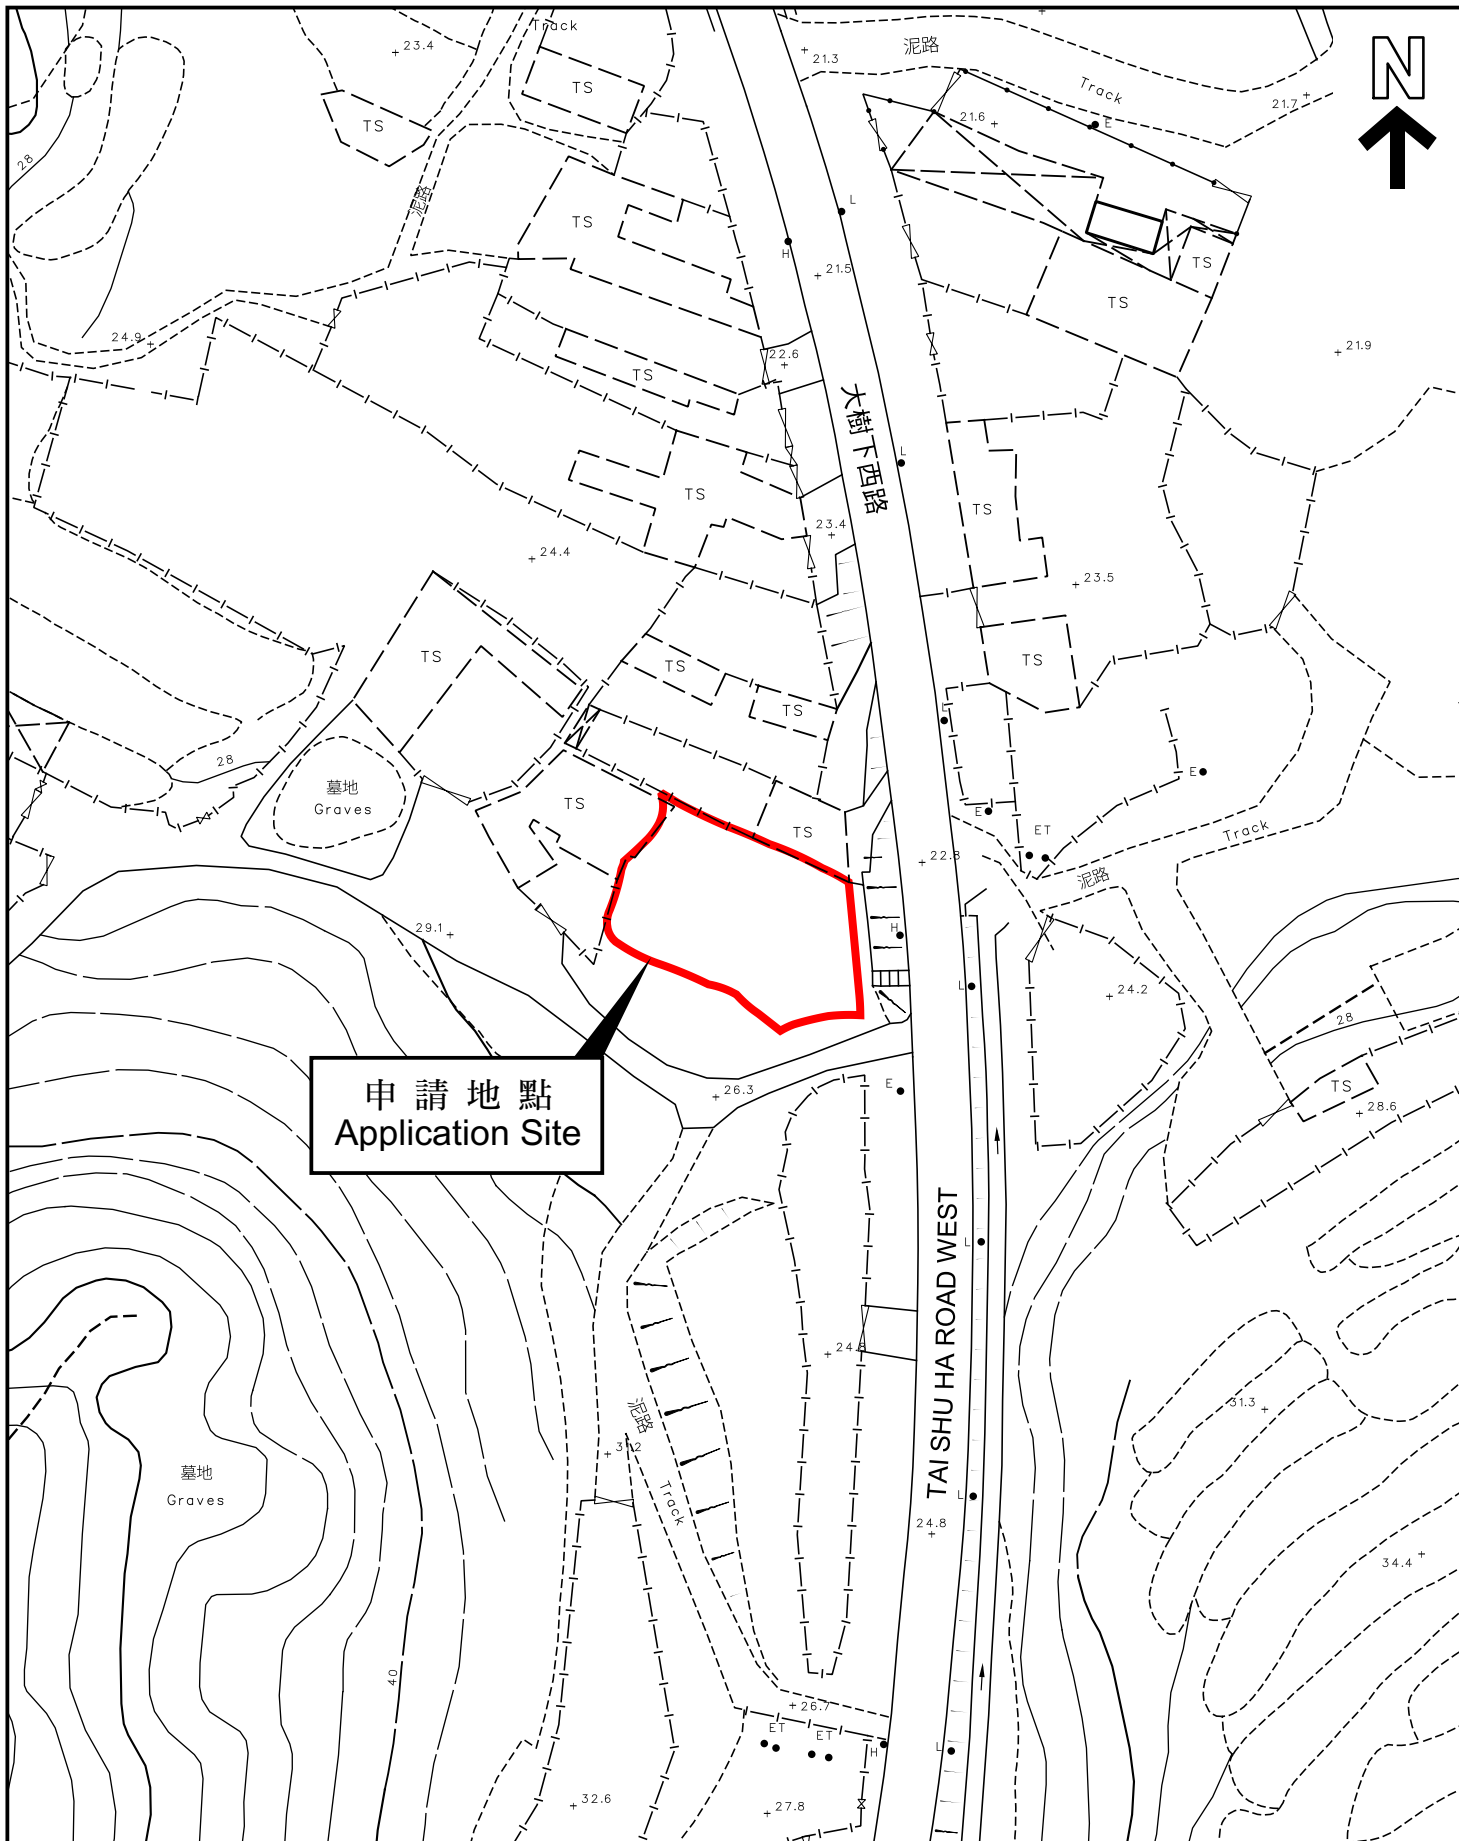 Track
泥路
N
23.4
21.3
Track
TS
21.7
TS
21.6
E
28
泥路
L
TS
H
21.5
TS
TS
24.9
22.6
21.9
TS
大樹下西路
L
TS
TS
23.4
24.4
23.5
TS
TS
TS
TS
L
28
E
墓地
Graves
TS
E
ET
TS
Track
22.8
泥路
29.1
H
L
24.2
28
申請地點
Application Site
26.3
E
TS
28.6
TAI SHU HA ROAD WEST
L
24.8
31.3
泥路
墓地
Graves
Track
L
24.8
34.4
40
26.7
ET
ET
H
L
32.6
27.8